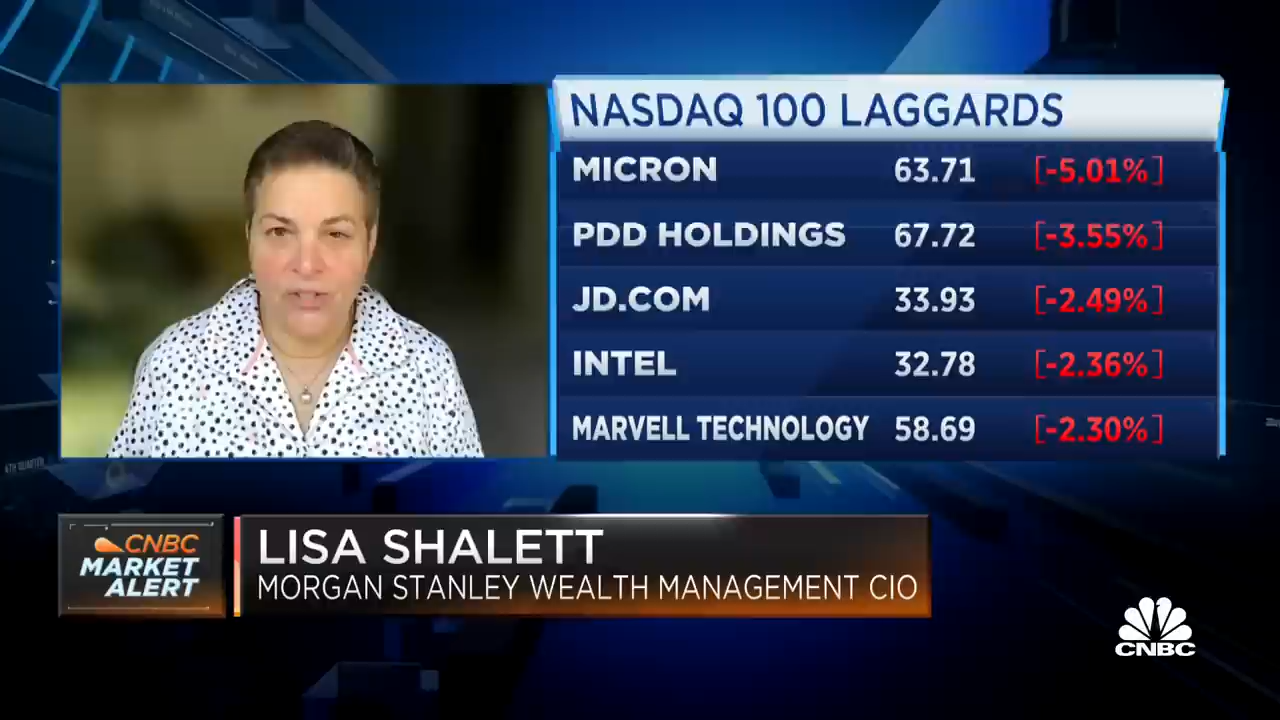 NASDAQ 100 LAGGARDS
MICRON 63.71 [-5.01%]
PDD HOLDINGS 67.72 [-3.55%]
JD.COM 33.93 [-2.49%]
INTEL 32.78 [-2.36%]
MARVELL TECHNOLOGY 58.69 [-2.30%]
CNBC
MARKET
ALERT
LISA SHALETT
MORGAN STANLEY WEALTH MANAGEMENT CIO
CNBC